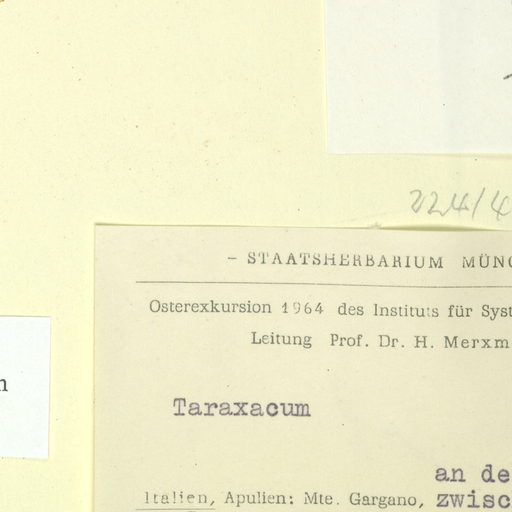 224/4
- STAATSHERBARIUM MÜN
Osterexkursion 1964 des Instituts für Syst
Leitung Prof. Dr. H. Merxm
n
Taraxacum
an de
Italien, Apulien: Mte. Gargano, zwisc